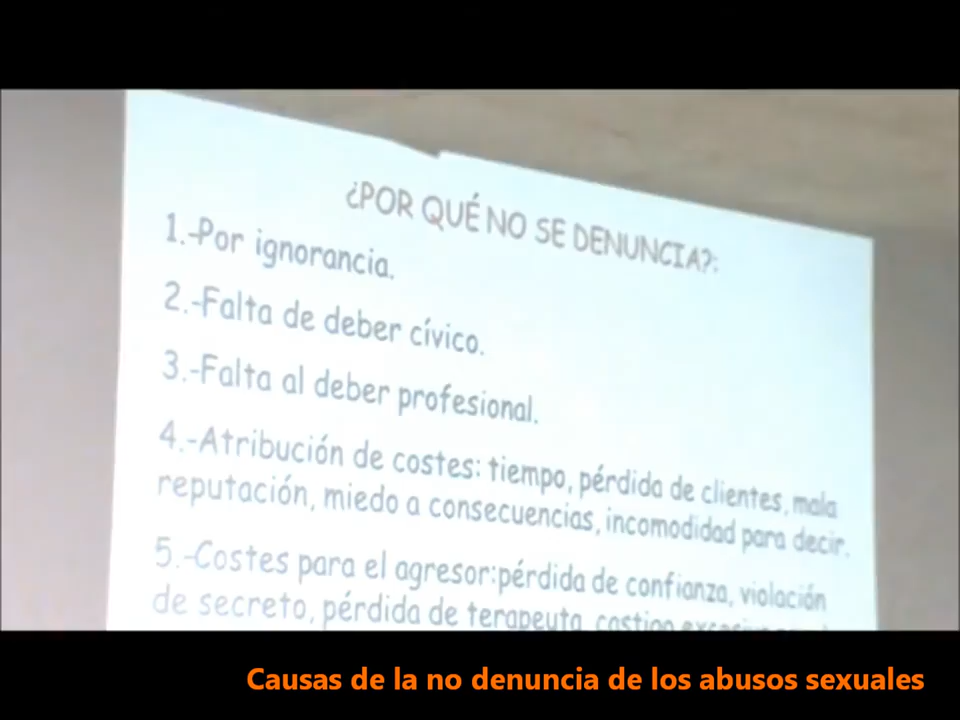 ¿POR QUÉ NO SE DENUNCIA?:
1.-Por ignorancia.
2.-Falta de deber cívico.
3.-Falta al deber profesional.
4.-Atribución de costes: tiempo, pérdida de clientes, mala
reputación, miedo a consecuencias, incomodidad para decir.
5.-Costes para el agresor:pérdida de confianza, violación
de secreto, pérdida de terapeuta, castigo
Causas de la no denuncia de los abusos sexuales